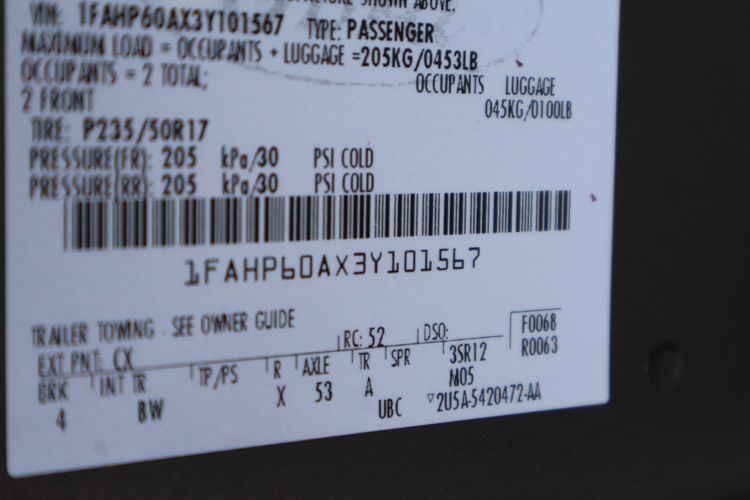 VIN: 1FAHP60AX3Y101567 TYPE: PASSENGER
MAXIMUM LOAD = OCCUPANTS + LUGGAGE =205KG/0453LB
OCCUPANTS = 2 TOTAL; OCCUPANTS LUGGAGE
2 FRONT 045KG/0100LB
TIRE: P235/50R17
PRESSURE(FR): 205 kPa/30 PSI COLD
PRESSURE(RR): 205 kPa/30 PSI COLD
1FAHP60AX3Y101567
TRAILER TOWING - SEE OWNER GUIDE
EXT PNT: CX RC: 52 DSO: F0068
BRK INT TR TP/PS R AXLE TR SPR 3SR12 R0063
4 BW X 53 A M05
UBC 2U5A-5420472-AA